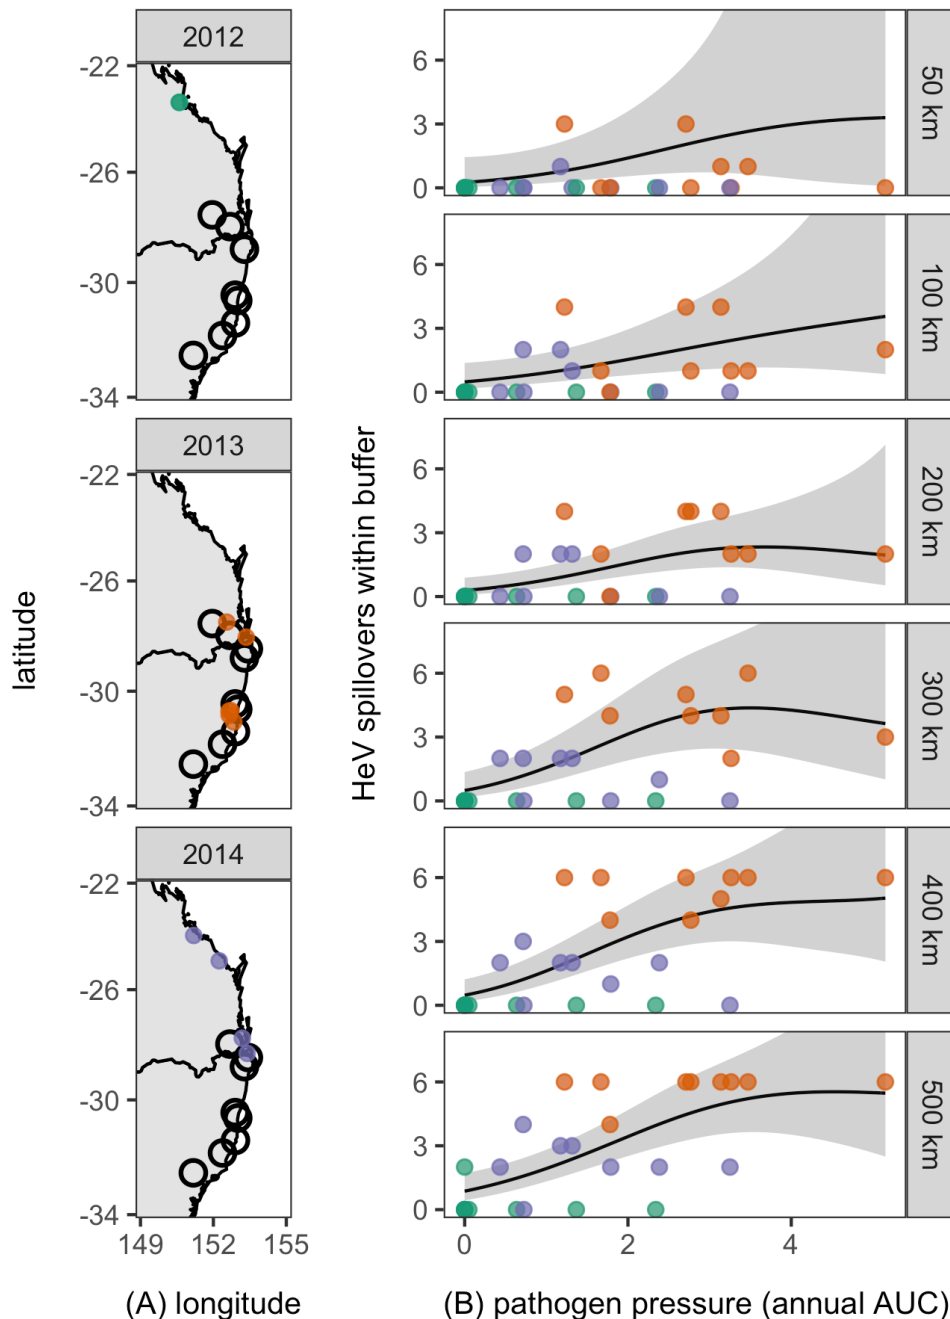 2012
-22
-26
-30
-34
2013
-22
-26
-30
-34
2014
-22
-26
-30
-34
149 152 155
latitude
(A) longitude
HeV spillovers within buffer
6
3
0
50 km
6
3
0
100 km
6
3
0
200 km
6
3
0
300 km
6
3
0
400 km
6
3
0
500 km
0 2 4
(B) pathogen pressure (annual AUC)